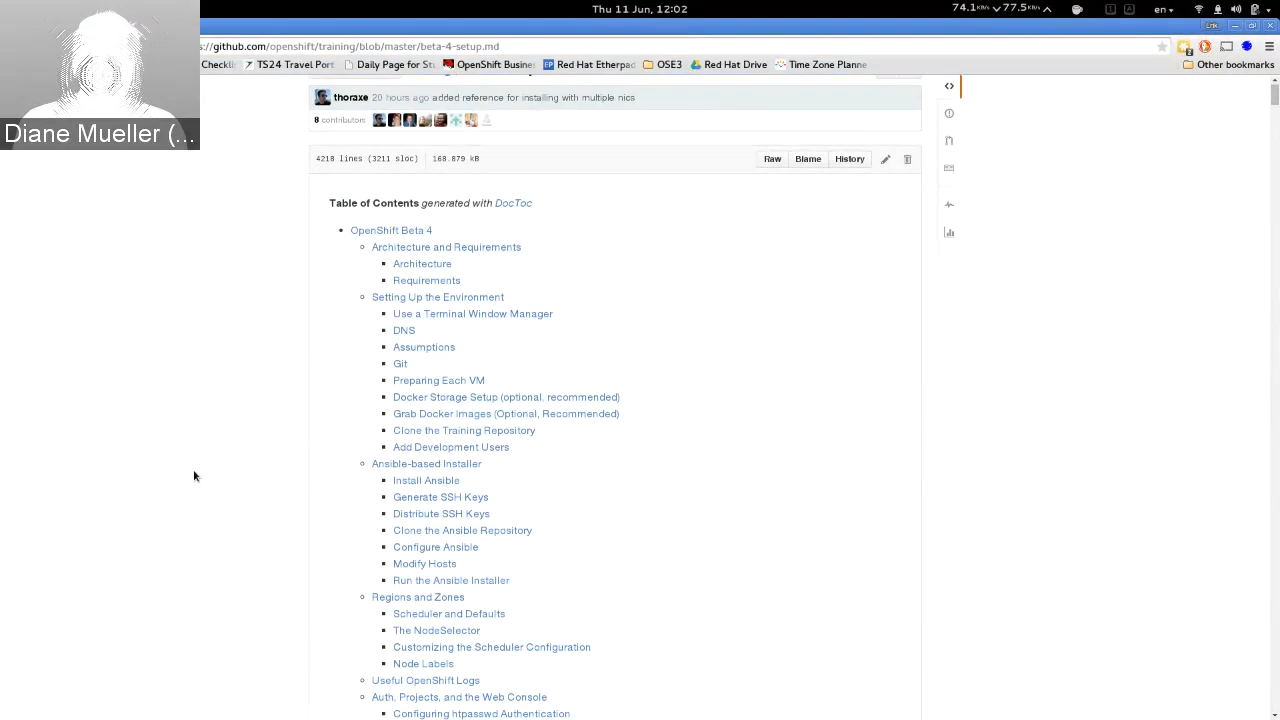 Thu 11 Jun, 12:02
74.1 KB/s 77.5 KB/s
en
Erik
s://github.com/openshift/training/blob/master/beta-4-setup.md
Checkli
TS24 Travel Port
Daily Page for Stu
OpenShift Busine
Red Hat Etherpad
OSE3
Red Hat Drive
Time Zone Planne
Other bookmarks
Diane Mueller (...
thoraxe 20 hours ago added reference for installing with multiple nics
8 contributors
4218 lines (3211 sloc) 168.879 kB
Raw Blame History
Table of Contents generated with DocToc
OpenShift Beta 4
Architecture and Requirements
Architecture
Requirements
Setting Up the Environment
Use a Terminal Window Manager
DNS
Assumptions
Git
Preparing Each VM
Docker Storage Setup (optional, recommended)
Grab Docker Images (Optional, Recommended)
Clone the Training Repository
Add Development Users
Ansible-based Installer
Install Ansible
Generate SSH Keys
Distribute SSH Keys
Clone the Ansible Repository
Configure Ansible
Modify Hosts
Run the Ansible Installer
Regions and Zones
Scheduler and Defaults
The NodeSelector
Customizing the Scheduler Configuration
Node Labels
Useful OpenShift Logs
Auth, Projects, and the Web Console
Configuring htpasswd Authentication